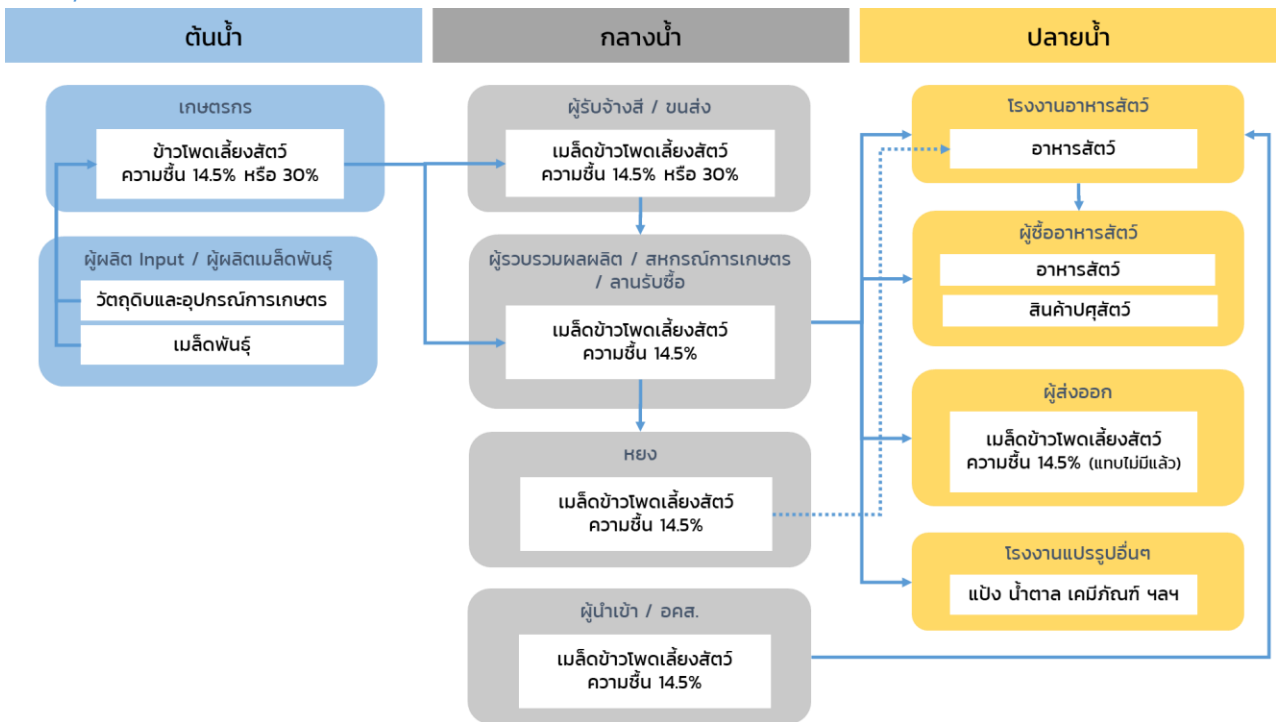 ต้นน้ำ
กลางน้ำ
ปลายน้ำ
เกษตรกร
ข้าวโพดเลี้ยงสัตว์
ความชื้น 14.5% หรือ 30%
ผู้ผลิต Input / ผู้ผลิตเมล็ดพันธุ์
วัตถุดิบและอุปกรณ์การเกษตร
เมล็ดพันธุ์
ผู้รับจ้างสี / ขนส่ง
เมล็ดข้าวโพดเลี้ยงสัตว์
ความชื้น 14.5% หรือ 30%
ผู้รวบรวมผลผลิต / สหกรณ์การเกษตร
/ ลานรับซื้อ
เมล็ดข้าวโพดเลี้ยงสัตว์
ความชื้น 14.5%
หยง
เมล็ดข้าวโพดเลี้ยงสัตว์
ความชื้น 14.5%
ผู้นำเข้า / อคส.
เมล็ดข้าวโพดเลี้ยงสัตว์
ความชื้น 14.5%
โรงงานอาหารสัตว์
อาหารสัตว์
ผู้ซื้ออาหารสัตว์
อาหารสัตว์
สินค้าปศุสัตว์
ผู้ส่งออก
เมล็ดข้าวโพดเลี้ยงสัตว์
ความชื้น 14.5% (แทบไม่มีแล้ว)
โรงงานแปรรูปอื่นๆ
แป้ง น้ำตาล เคมีภัณฑ์ ฯลฯ